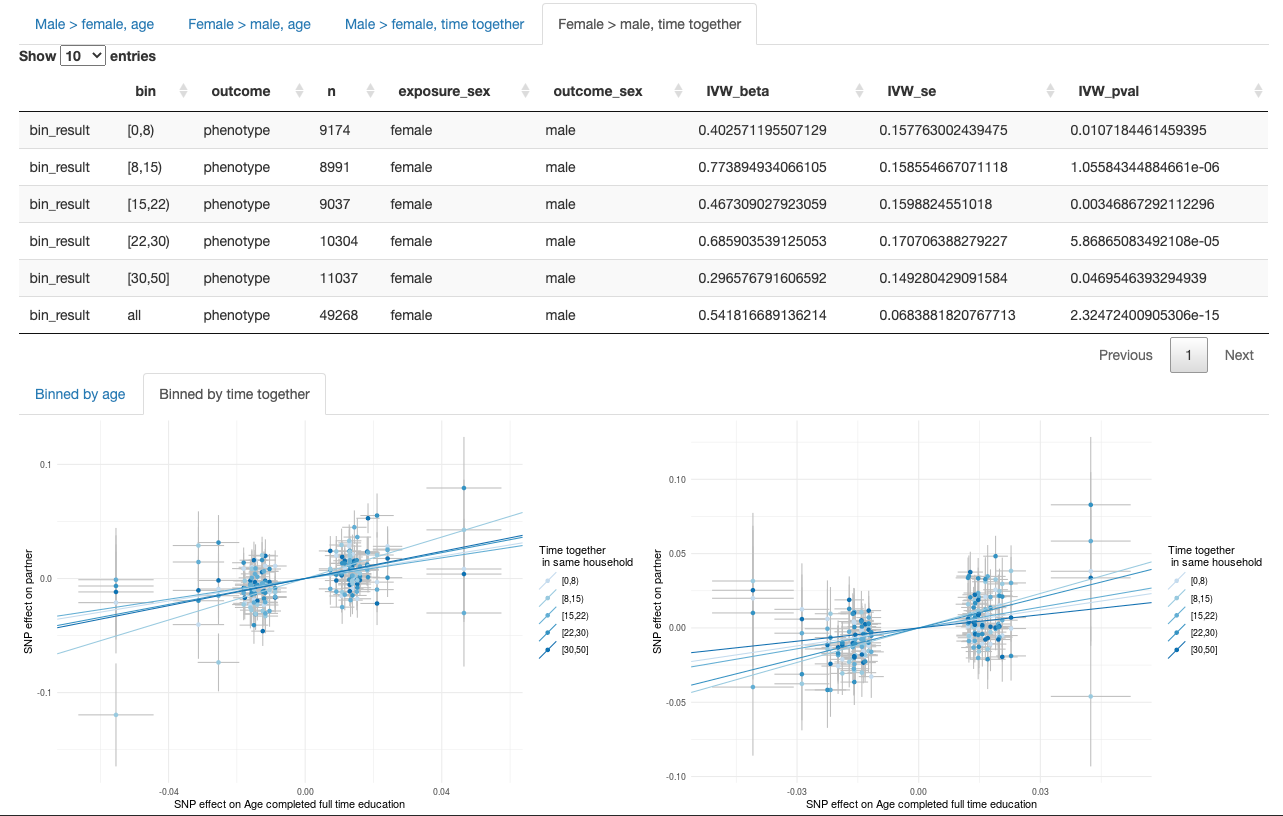 Male > female, age Female > male, age Male > female, time together Female > male, time together
Show 10 entries
bin outcome n exposure_sex outcome_sex IVW_beta IVW_se IVW_pval
bin_result [0,8) phenotype 9174 female male 0.402571195507129 0.157763002439475 0.0107184461459395
bin_result [8,15) phenotype 8991 female male 0.773894934066105 0.158554667071118 1.05584344884661e-06
bin_result [15,22) phenotype 9037 female male 0.467309027923059 0.1598824551018 0.00346867292112296
bin_result [22,30) phenotype 10304 female male 0.685903539125053 0.170706388279227 5.86865083492108e-05
bin_result [30,50] phenotype 11037 female male 0.296576791606592 0.149280429091584 0.0469546393294939
bin_result all phenotype 49268 female male 0.541816689136214 0.0683881820767713 2.32472400905306e-15
Previous 1 Next
Binned by age Binned by time together
SNP effect on partner
0.1
0.0
-0.1
-0.04 0.00 0.04
SNP effect on Age completed full time education
Time together
in same household
[0,8)
[8,15)
[15,22)
[22,30)
[30,50]
SNP effect on partner
0.10
0.05
0.00
-0.05
-0.10
-0.03 0.00 0.03
SNP effect on Age completed full time education
Time together
in same household
[0,8)
[8,15)
[15,22)
[22,30)
[30,50]